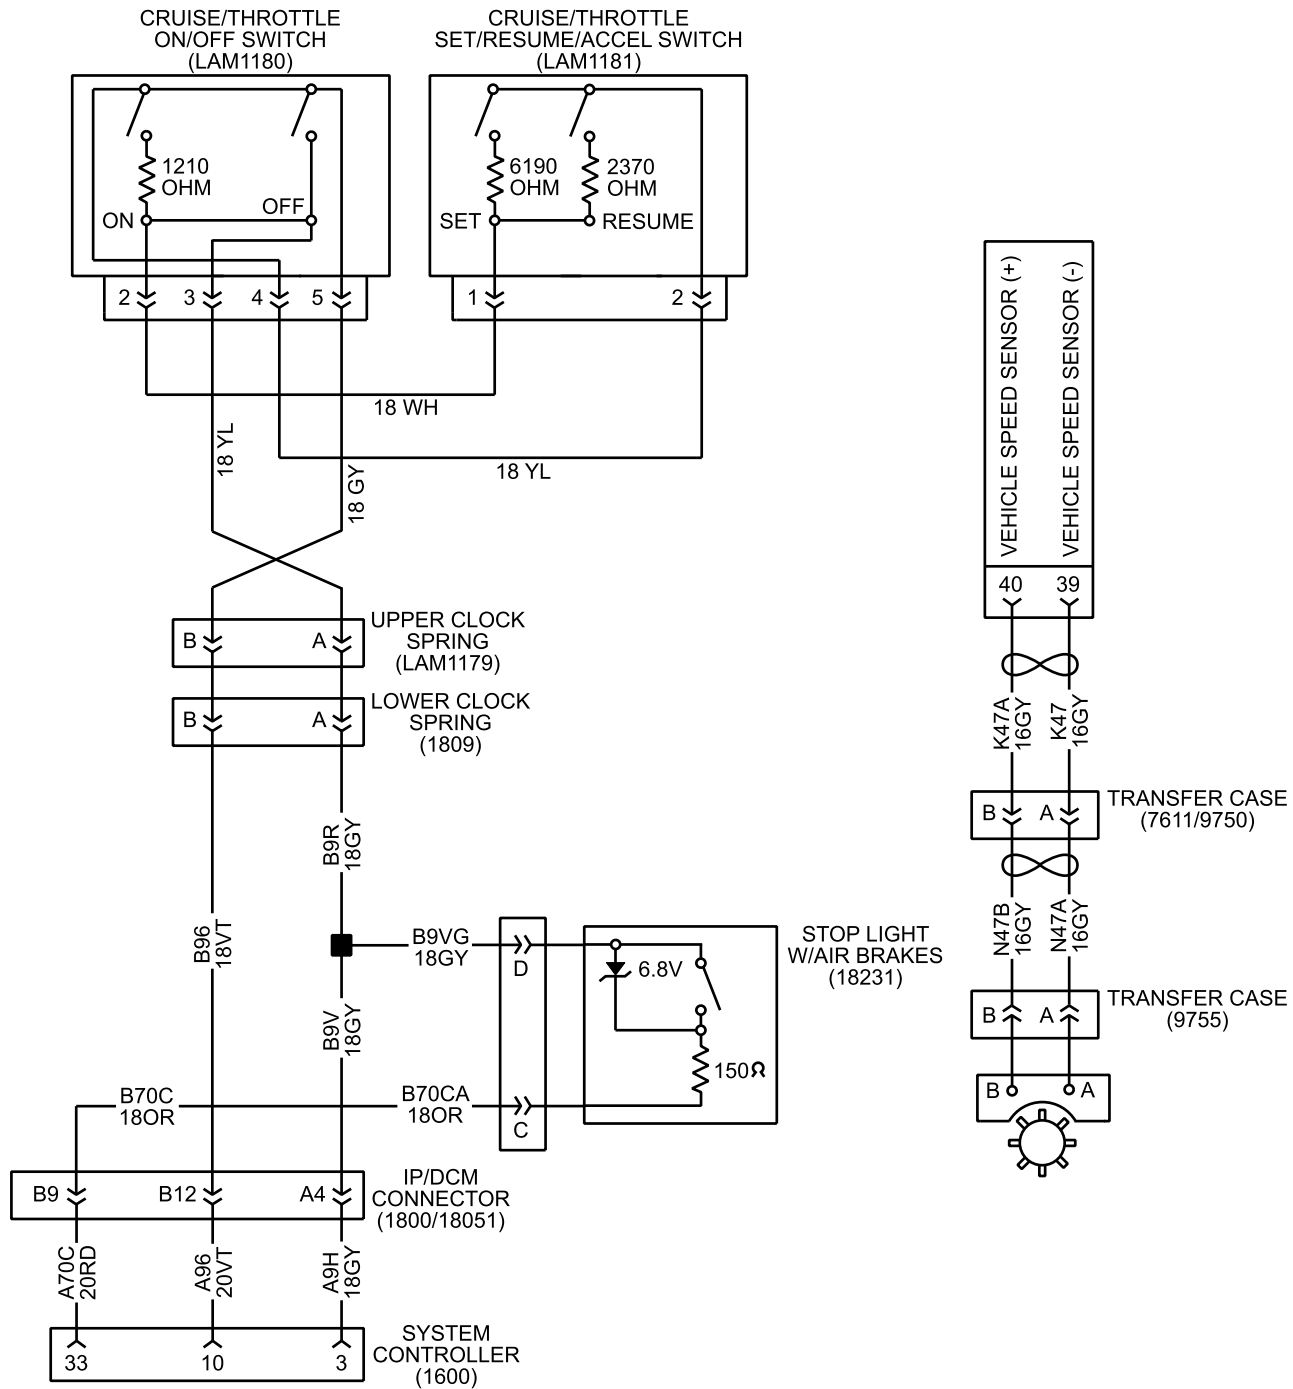 CRUISE/THROTTLE
ON/OFF SWITCH
(LAM1180)
CRUISE/THROTTLE
SET/RESUME/ACCEL SWITCH
(LAM1181)
1210
OHM
ON
OFF
6190
OHM
2370
OHM
SET
RESUME
2
3
4
5
1
2
18 WH
18 YL
18 YL
18 GY
B
A
UPPER CLOCK
SPRING
(LAM1179)
B
A
LOWER CLOCK
SPRING
(1809)
B9R
18GY
B96
18VT
B9VG
18GY
D
6.8V
STOP LIGHT
W/AIR BRAKES
(18231)
B9V
18GY
150Ω
B70C
18OR
B70CA
18OR
C
B9
B12
A4
IP/DCM
CONNECTOR
(1800/18051)
A70C
20RD
A96
20VT
A9H
18GY
33
10
3
SYSTEM
CONTROLLER
(1600)
VEHICLE SPEED SENSOR (+)
VEHICLE SPEED SENSOR (-)
40
39
K47A
16GY
K47
16GY
B
A
TRANSFER CASE
(7611/9750)
N47B
16GY
N47A
16GY
B
A
TRANSFER CASE
(9755)
B
A